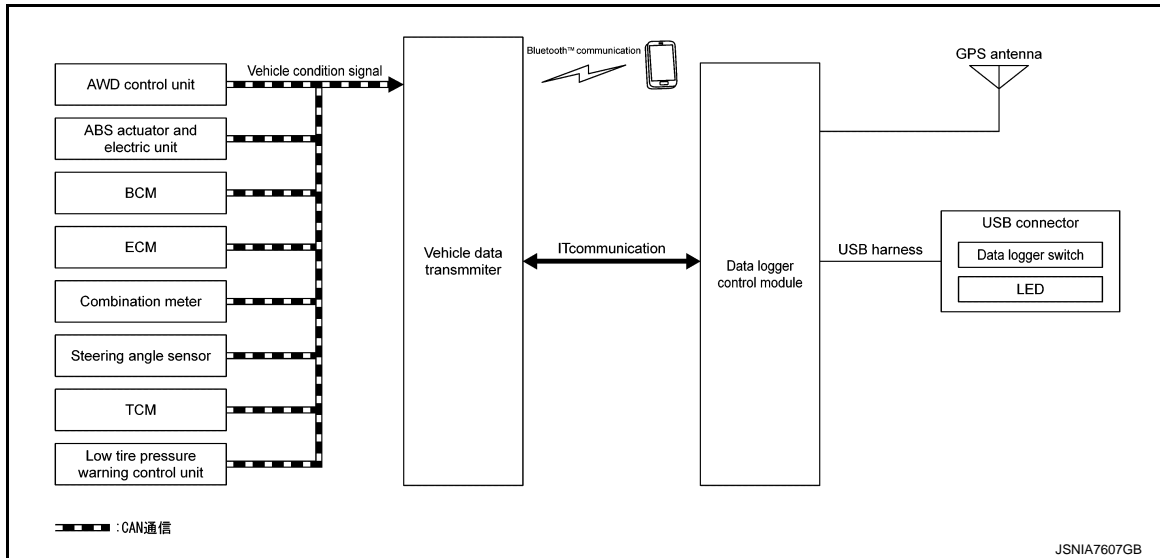 AWD control unit
Vehicle condition signal
ABS actuator and
electric unit
BCM
ECM
Combination meter
Steering angle sensor
TCM
Low tire pressure
warning control unit
:CAN通信
Vehicle data
transmmiter
Bluetooth™ communication
ITcommunication
Data logger
control module
GPS antenna
USB harness
USB connector
Data logger switch
LED
JSNIA7607GB